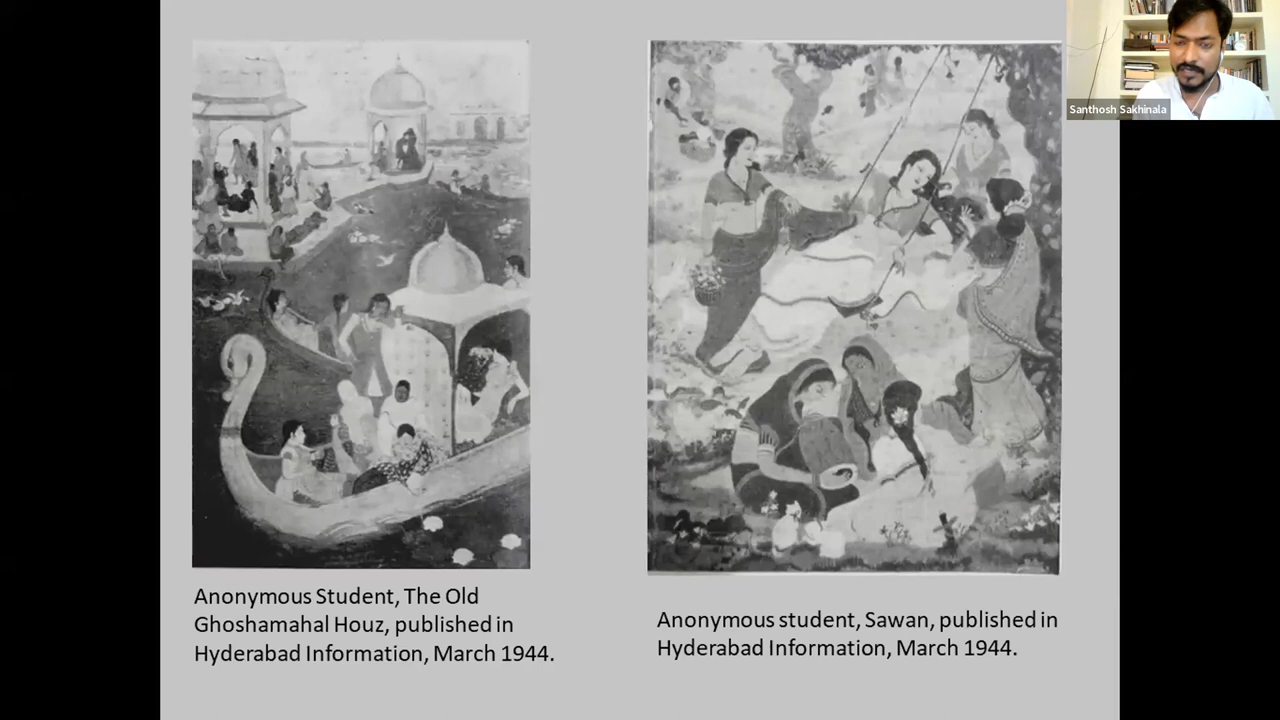 Santhosh Sakhinala
Anonymous Student, The Old
Ghoshamahal Houz, published in
Hyderabad Information, March 1944.
Anonymous student, Sawan, published in
Hyderabad Information, March 1944.